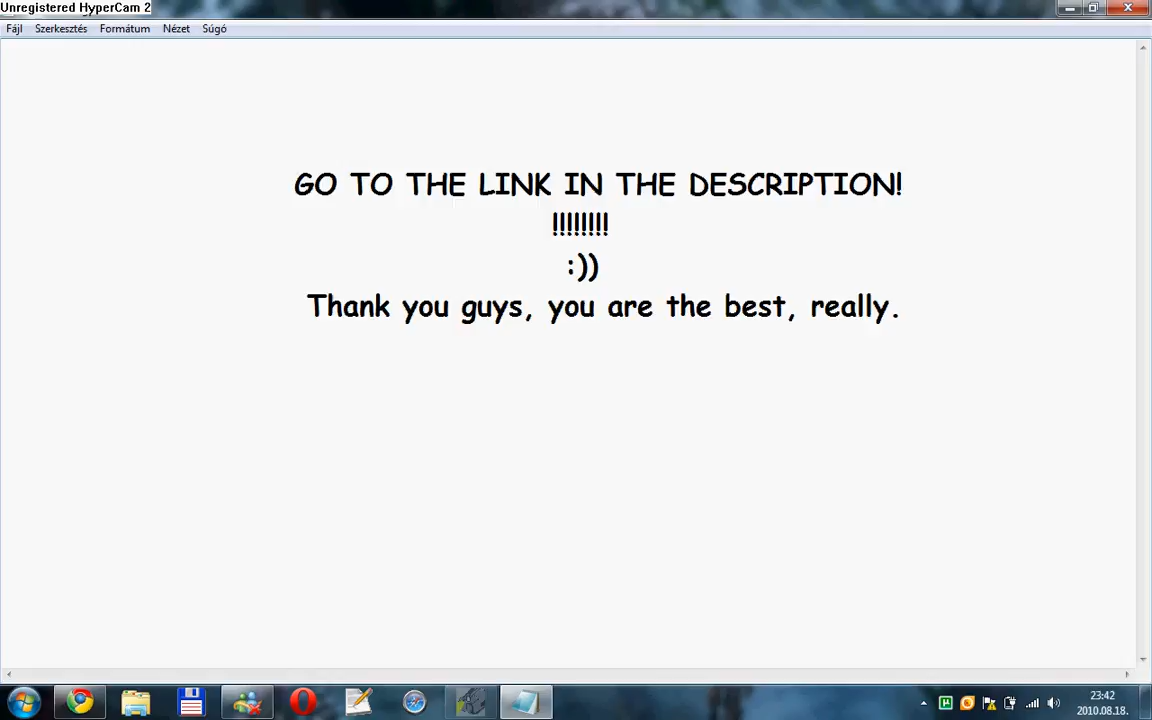 Unregistered HyperCam 2
Fájl Szerkesztés Formátum Nézet Súgó
GO TO THE LINK IN THE DESCRIPTION!
!!!!!!!!
:))
Thank you guys, you are the best, really.
23:42
2010.08.18.